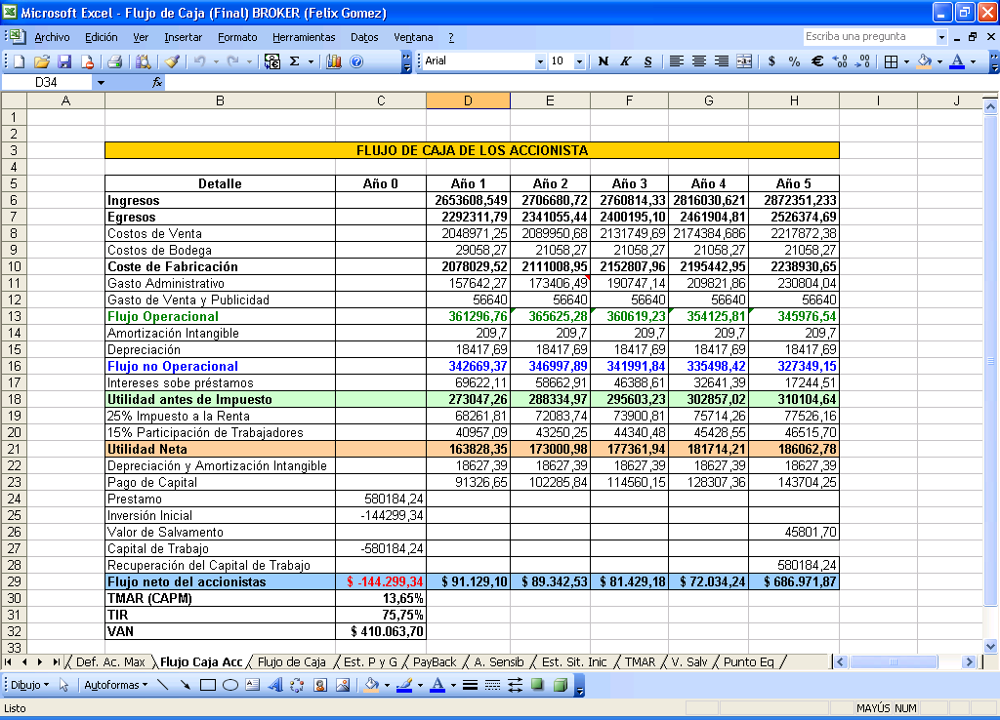 Microsoft Excel - Flujo de Caja (Final) BROKER (Felix Gomez)
Archivo Edición Ver Insertar Formato Herramientas Datos Ventana ? Escriba una pregunta
Arial 10 N K S $ % €
D34 fx
A B C D E F G H I J
1
2
3 FLUJO DE CAJA DE LOS ACCIONISTA
4
5 Detalle Año 0 Año 1 Año 2 Año 3 Año 4 Año 5
6 Ingresos 2653608,549 2706680,72 2760814,33 2816030,621 2872351,233
7 Egresos 2292311,79 2341055,44 2400195,10 2461904,81 2526374,69
8 Costos de Venta 2048971,25 2089950,68 2131749,69 2174384,686 2217872,38
9 Costos de Bodega 29058,27 21058,27 21058,27 21058,27 21058,27
10 Coste de Fabricación 2078029,52 2111008,95 2152807,96 2195442,95 2238930,65
11 Gasto Administrativo 157642,27 173406,49 190747,14 209821,86 230804,04
12 Gasto de Venta y Publicidad 56640 56640 56640 56640 56640
13 Flujo Operacional 361296,76 365625,28 360619,23 354125,81 345976,54
14 Amortización Intangible 209,7 209,7 209,7 209,7 209,7
15 Depreciación 18417,69 18417,69 18417,69 18417,69 18417,69
16 Flujo no Operacional 342669,37 346997,89 341991,84 335498,42 327349,15
17 Intereses sobe préstamos 69622,11 58662,91 46388,61 32641,39 17244,51
18 Utilidad antes de Impuesto 273047,26 288334,97 295603,23 302857,02 310104,64
19 25% Impuesto a la Renta 68261,81 72083,74 73900,81 75714,26 77526,16
20 15% Participación de Trabajadores 40957,09 43250,25 44340,48 45428,55 46515,70
21 Utilidad Neta 163828,35 173000,98 177361,94 181714,21 186062,78
22 Depreciación y Amortización Intangible 18627,39 18627,39 18627,39 18627,39 18627,39
23 Pago de Capital 91326,65 102285,84 114560,15 128307,36 143704,25
24 Prestamo 580184,24
25 Inversión Inicial -144299,34
26 Valor de Salvamento 45801,70
27 Capital de Trabajo -580184,24
28 Recuperación del Capital de Trabajo 580184,24
29 Flujo neto del accionistas $ -144.299,34 $ 91.129,10 $ 89.342,53 $ 81.429,18 $ 72.034,24 $ 686.971,87
30 TMAR (CAPM) 13,65%
31 TIR 75,75%
32 VAN $ 410.063,70
33
Def. Ac. Max Flujo Caja Acc Flujo de Caja Est. P y G PayBack A. Sensib Est. Sit. Inic TMAR V. Salv Punto Eq
Dibujo Autoformas
Listo MAYÚS NUM